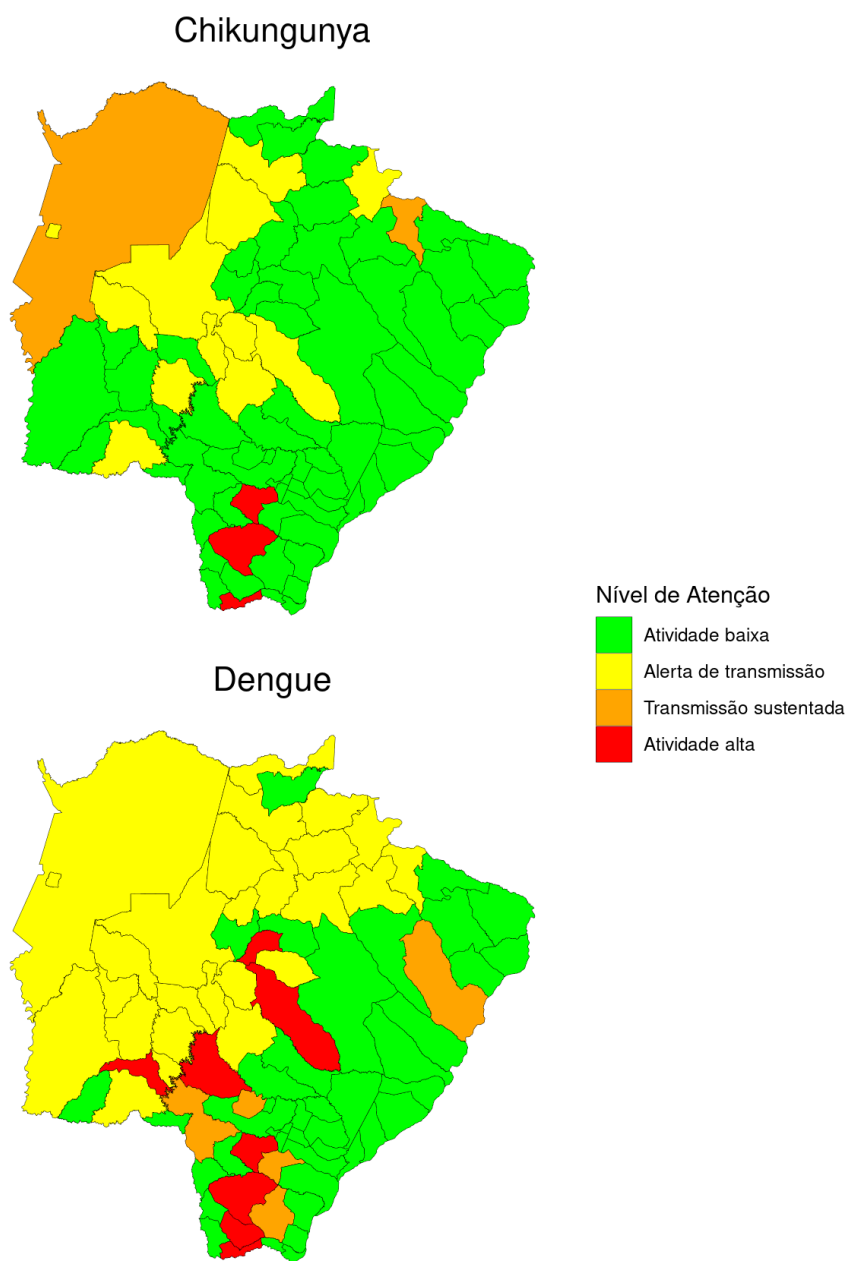 Chikungunya
Nível de Atenção
Atividade baixa
Alerta de transmissão
Transmissão sustentada
Atividade alta
Dengue